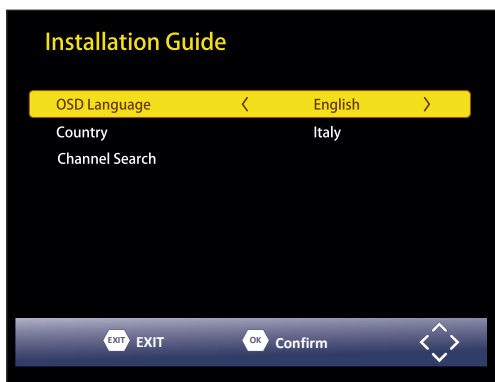 Installation Guide
OSD Language English
Country Italy
Channel Search
EXIT EXIT OK Confirm